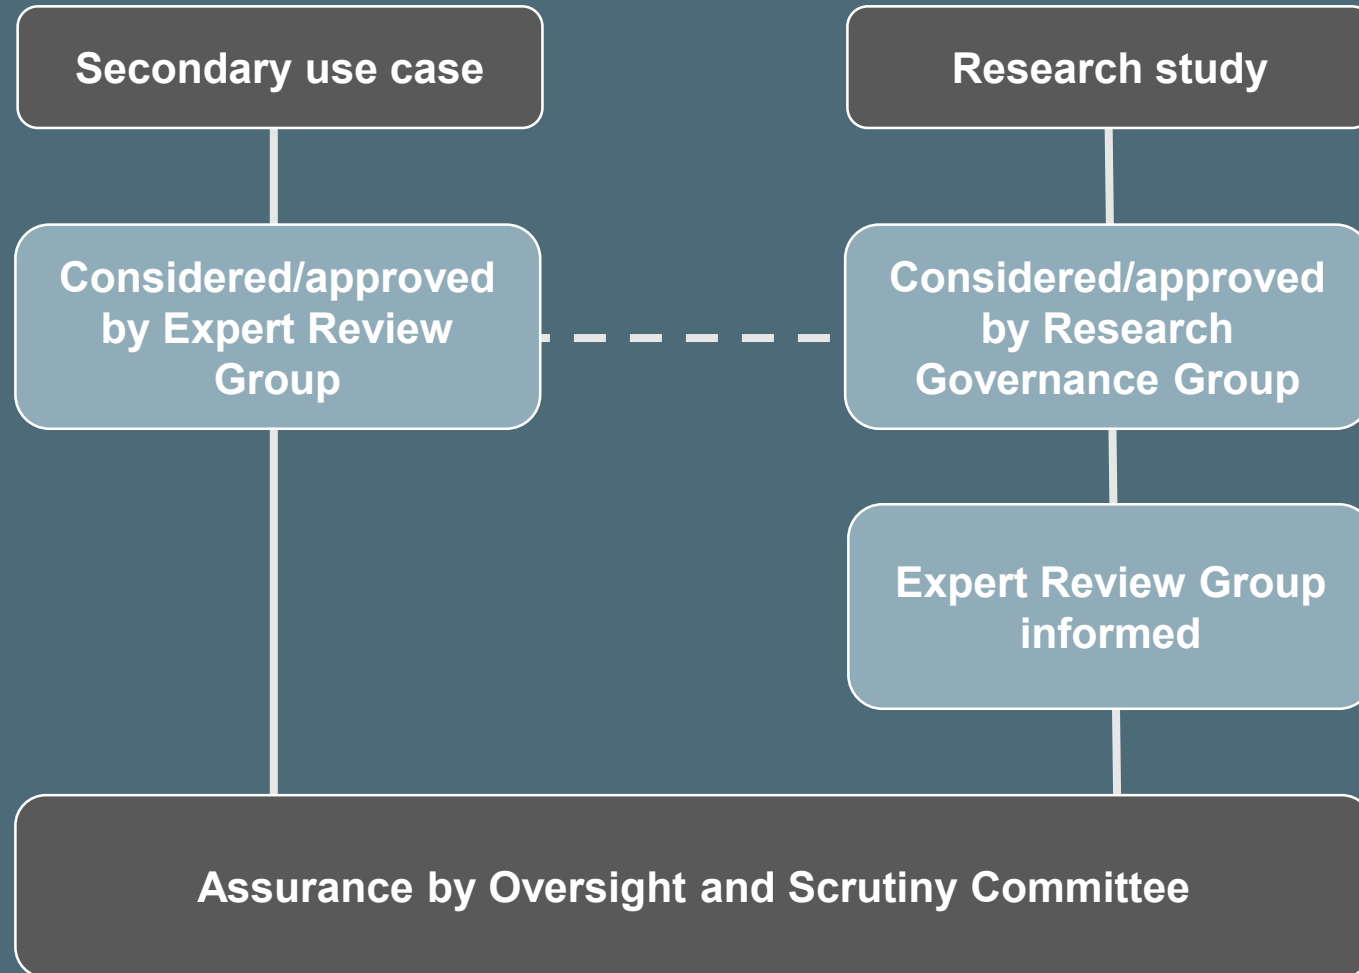 Secondary use case
Research study
Considered/approved
by Expert Review
Group
Considered/approved
by Research
Governance Group
Expert Review Group
informed
Assurance by Oversight and Scrutiny Committee